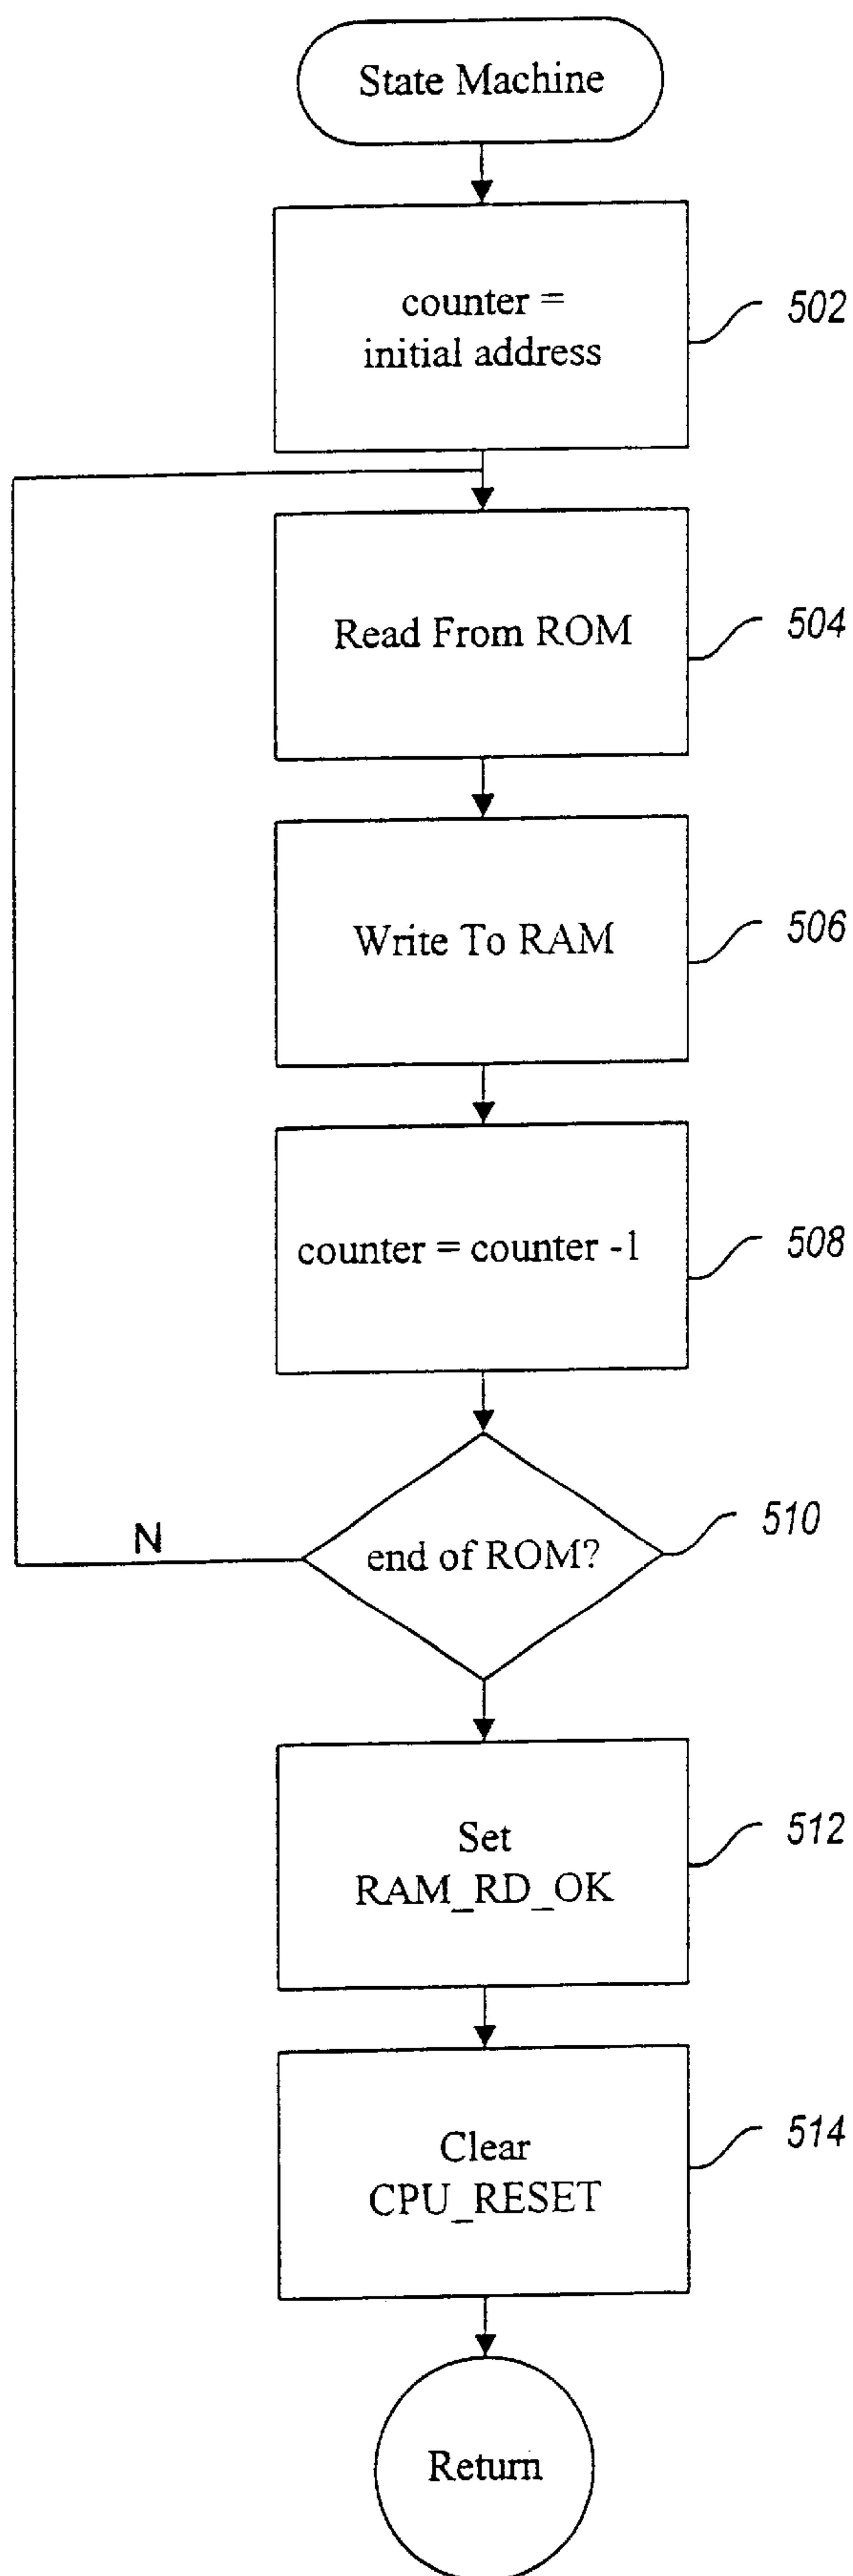 State Machine
counter =
initial address
502
Read From ROM
504
Write To RAM
506
counter = counter -1
508
end of ROM?
510
N
Set
RAM_RD_OK
512
Clear
CPU_RESET
514
Return